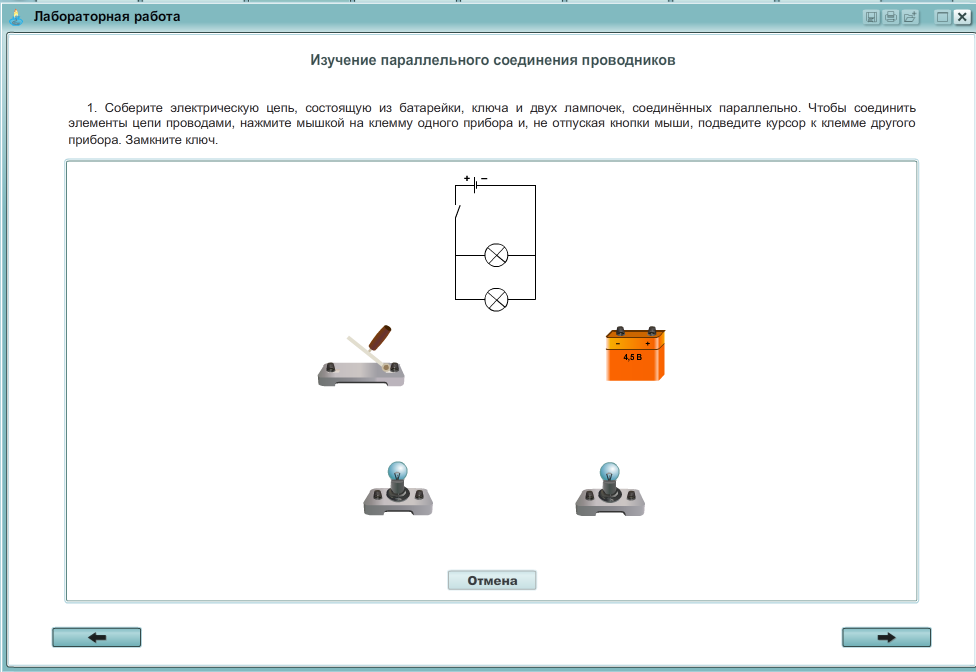 Лабораторная работа
Изучение параллельного соединения проводников
1. Соберите электрическую цепь, состоящую из батарейки, ключа и двух лампочек, соединённых параллельно. Чтобы соединить
элементы цепи проводами, нажмите мышкой на клемму одного прибора и, не отпуская кнопки мыши, подведите курсор к клемме другого
прибора. Замкните ключ.
+ −
− +
4,5 В
Отмена